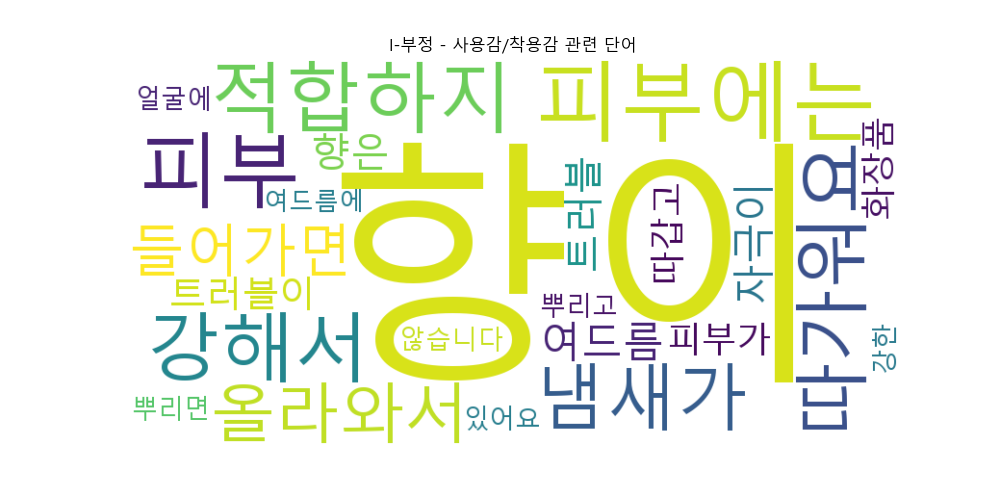 I-부정 - 사용감/착용감 관련 단어
얼굴에
적합하지
피부에는
피부
향은
향이
트러블
따갑고
자극이
따가워요
화장품
여드름에
들어가면
트러블이
강해서
않습니다
뿌리고
여드름
피부가
강한
뿌리면
올라와서
있어요
냄새가